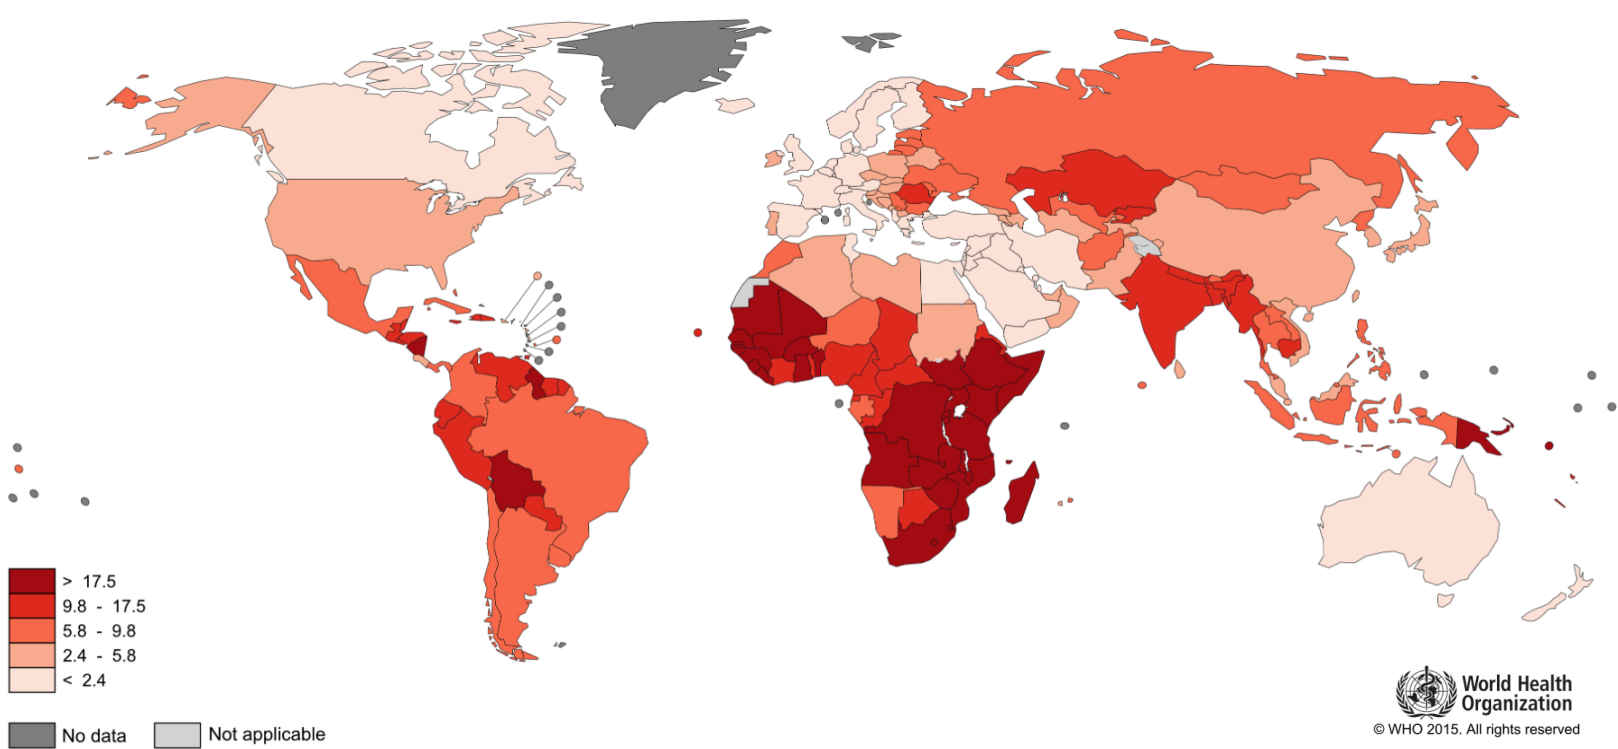 > 17.5
9.8 - 17.5
5.8 - 9.8
2.4 - 5.8
< 2.4
No data
Not applicable
World Health
Organization
© WHO 2015. All rights reserved